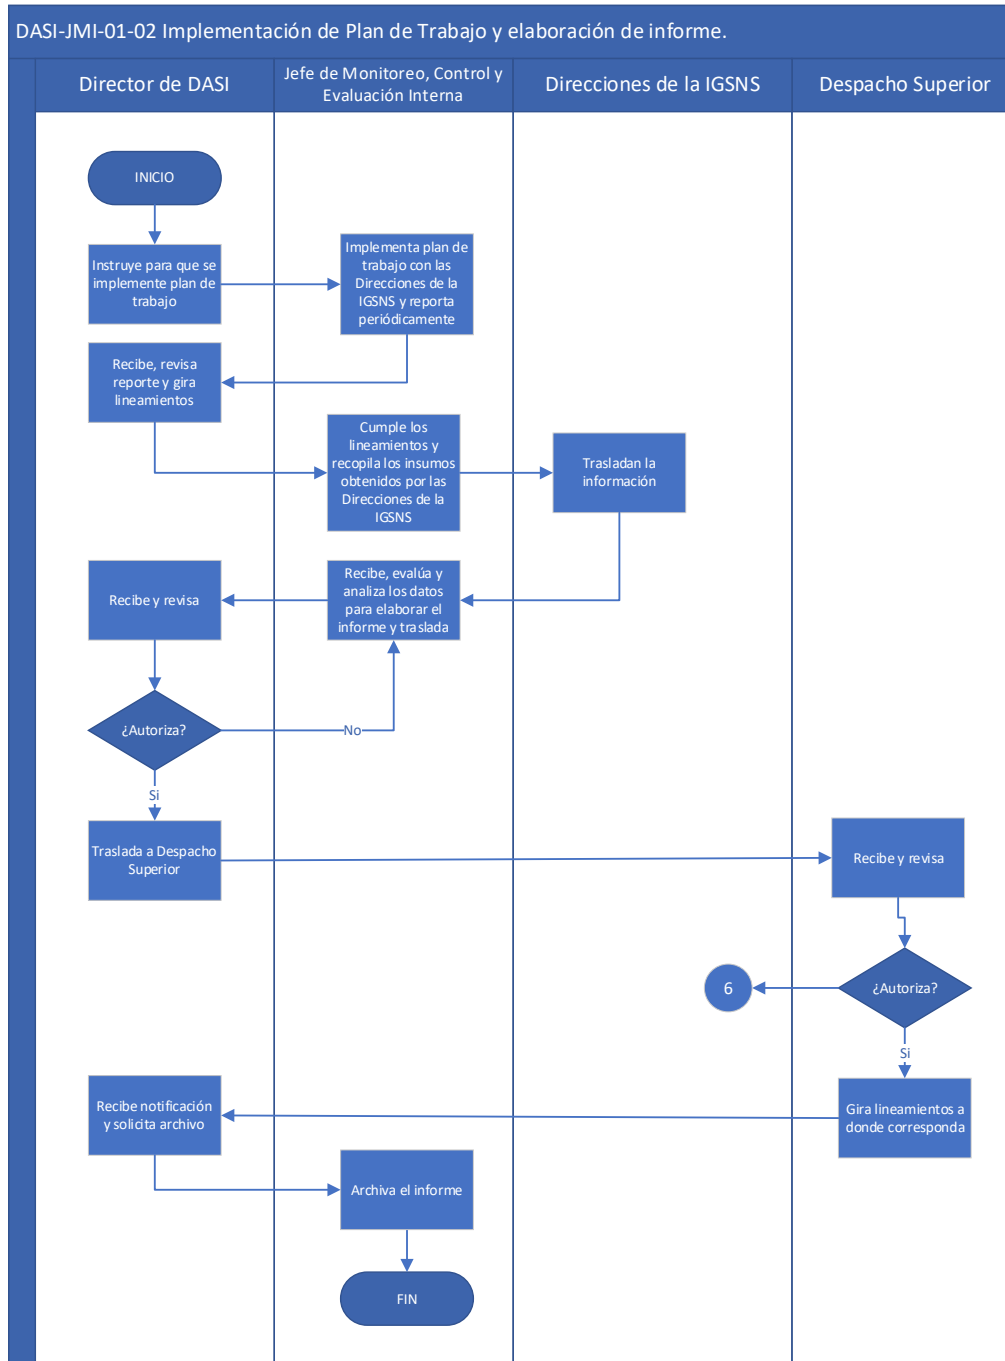 DASI-JMI-01-02 Implementación de Plan de Trabajo y elaboración de informe.
Director de DASI
Jefe de Monitoreo, Control y
Evaluación Interna
Direcciones de la IGSNS
Despacho Superior
INICIO
Instruye para que se
implemente plan de
trabajo
Implementa plan de
trabajo con las
Direcciones de la
IGSNS y reporta
periódicamente
Recibe, revisa
reporte y gira
lineamientos
Cumple los
lineamientos y
recopila los insumos
obtenidos por las
Direcciones de la
IGSNS
Trasladan la
información
Recibe y revisa
Recibe, evalúa y
analiza los datos
para elaborar el
informe y traslada
¿Autoriza?
No
Si
Traslada a Despacho
Superior
Recibe y revisa
6
¿Autoriza?
Si
Recibe notificación
y solicita archivo
Gira lineamientos a
donde corresponda
Archiva el informe
FIN